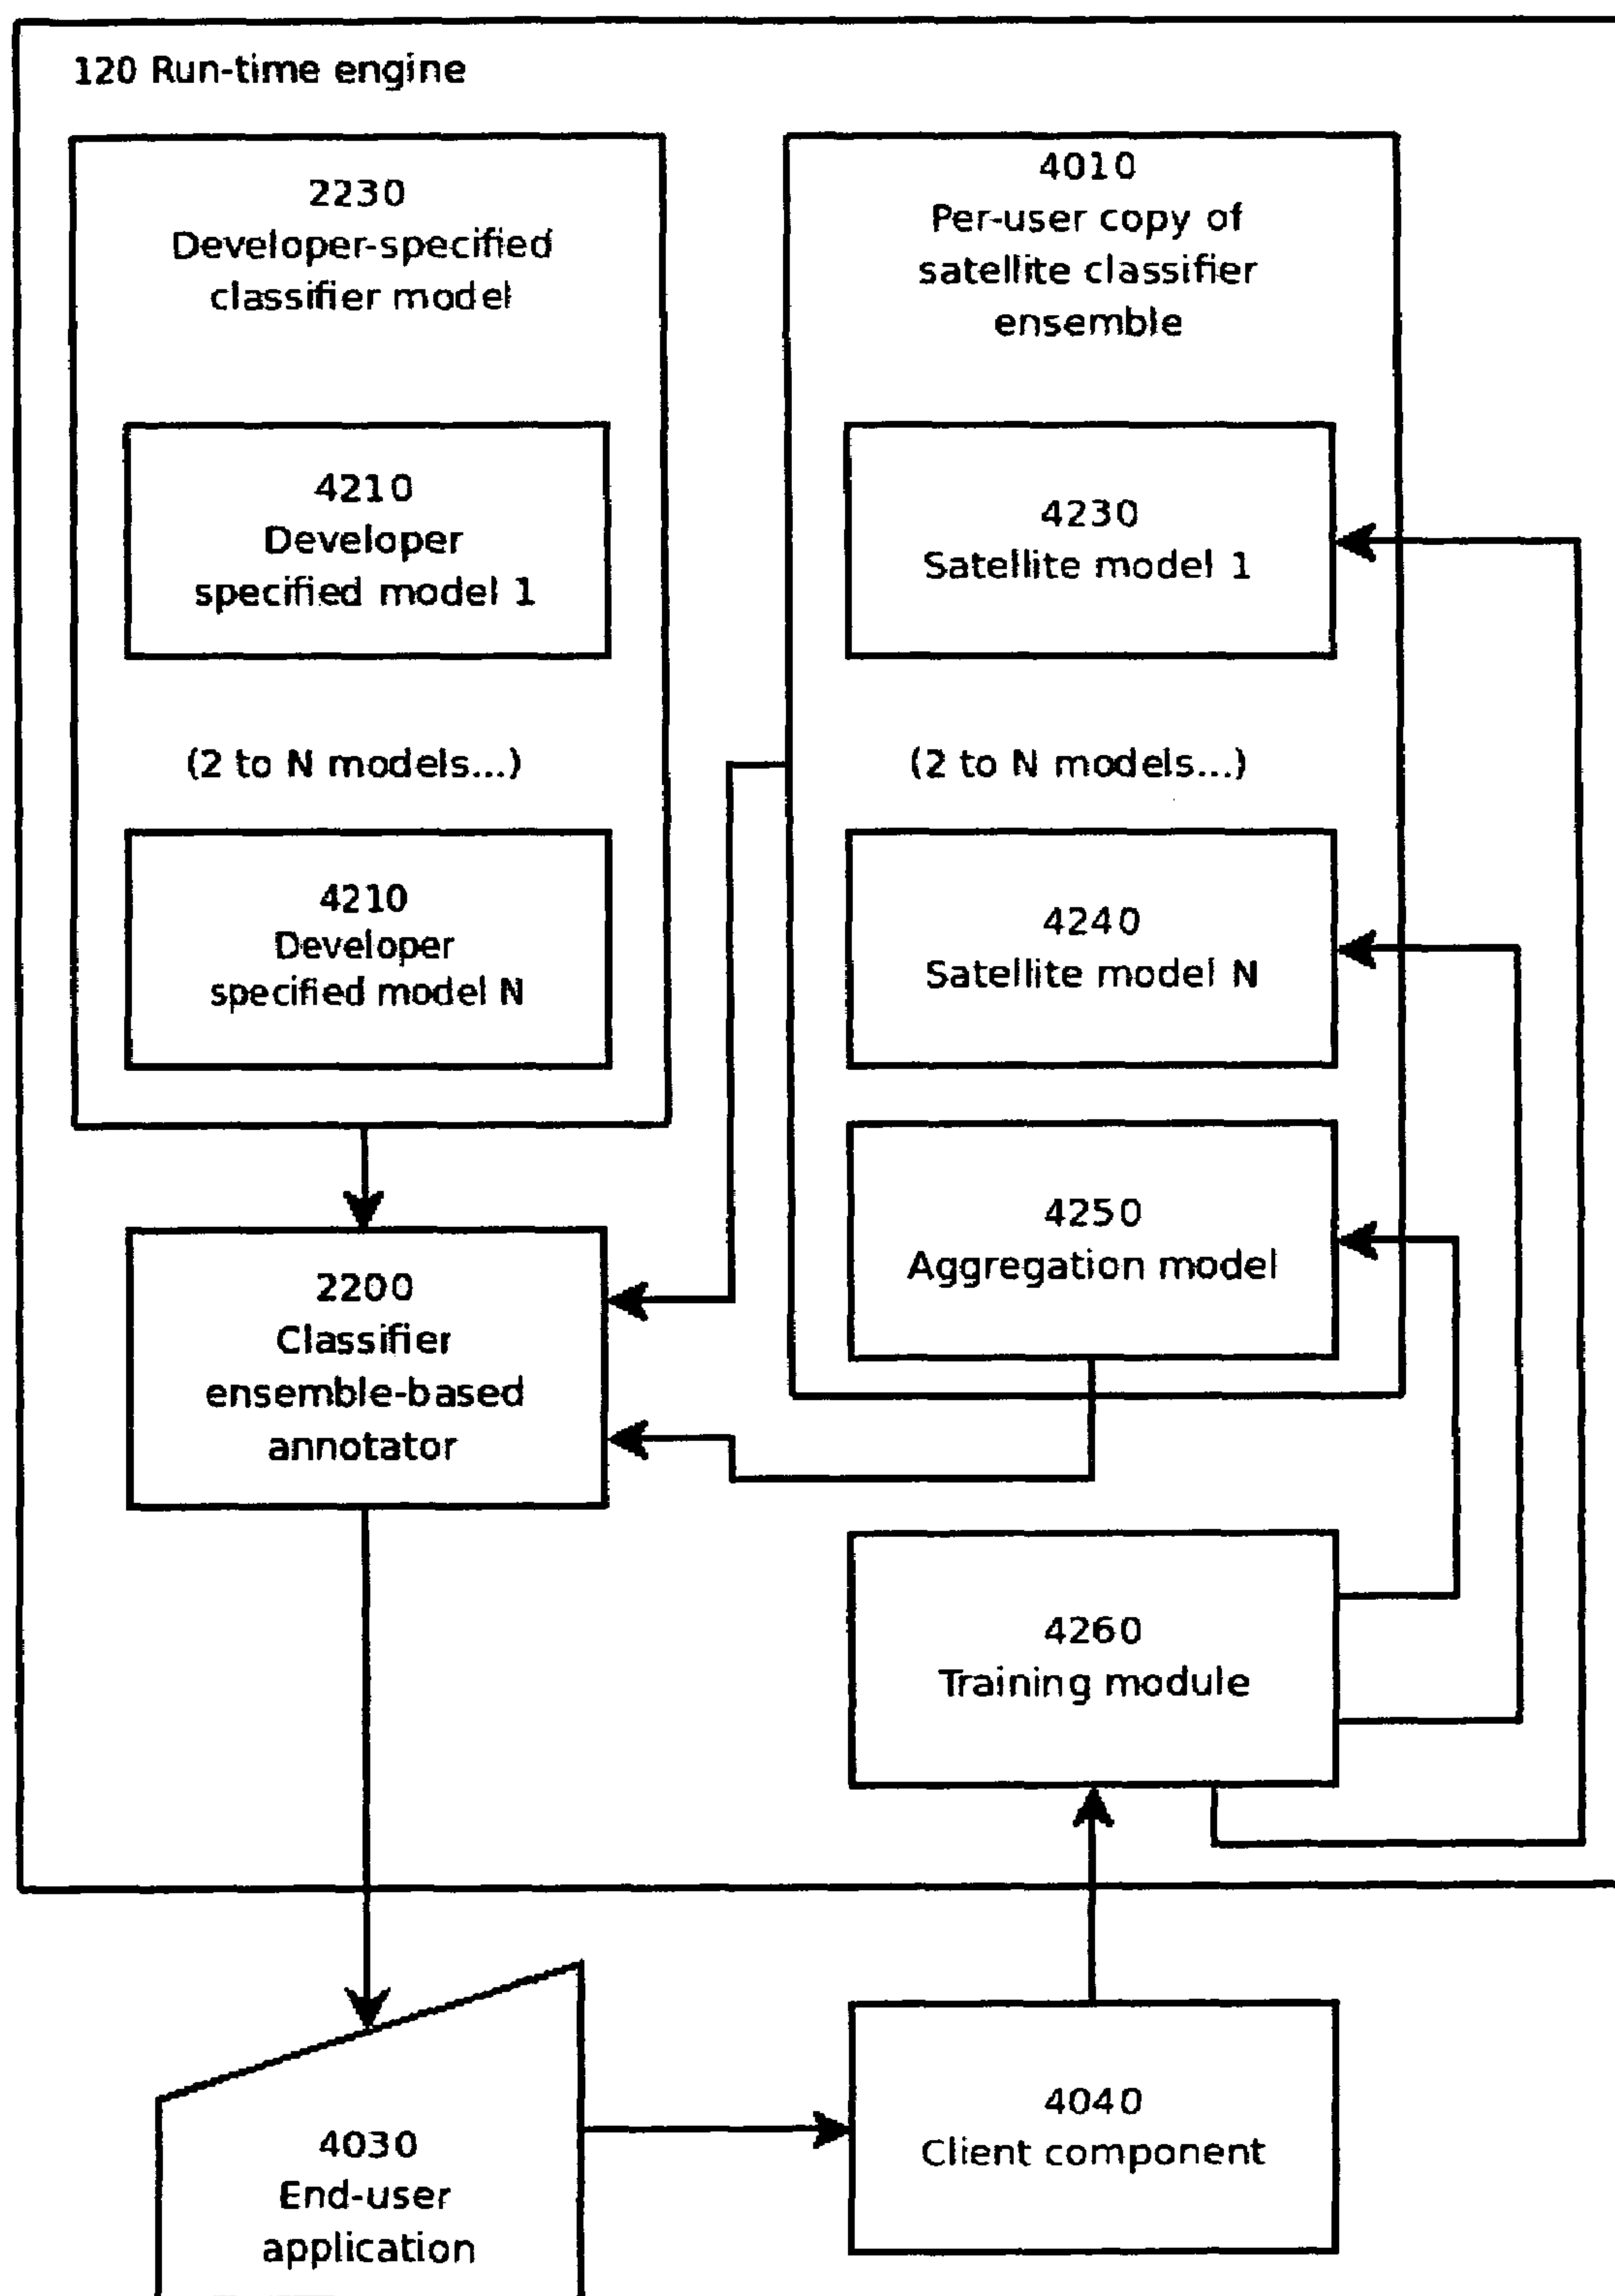 120 Run-time engine
2230
Developer-specified
classifier model
4210
Developer
specified model 1
(2 to N models...)
4210
Developer
specified model N
4010
Per-user copy of
satellite classifier
ensemble
4230
Satellite model 1
(2 to N models...)
4240
Satellite model N
4250
Aggregation model
2200
Classifier
ensemble-based
annotator
4260
Training module
4030
End-user
application
4040
Client component